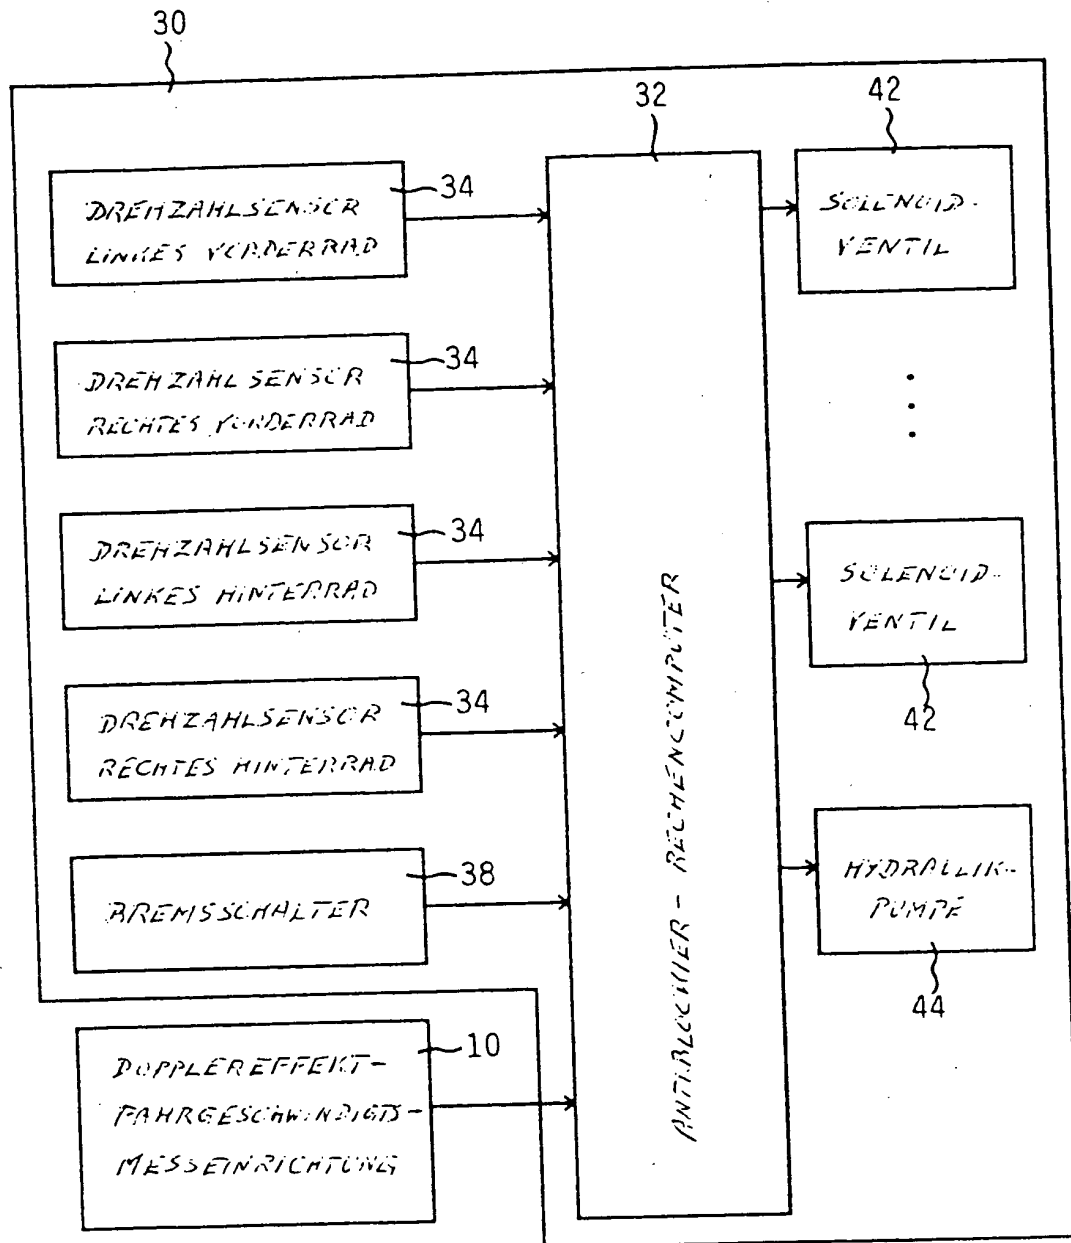 30
32
42
DREHZAHLSENSOR
LINKES VORDERRAD
34
SOLENOID-
VENTIL
DREHZAHLSENSOR
RECHTES VORDERRAD
34
DREHZAHLSENSOR
LINKES HINTERRAD
34
SOLENOID-
VENTIL
42
DREHZAHLSENSOR
RECHTES HINTERRAD
34
ANTIBLOCKIER-RECHENCOMPUTER
BREMSSCHALTER
38
HYDRAULIK-
PUMPE
44
DOPPLEREFFEKT-
FAHRGESCHWINDIGTS-
MESSEINRICHTUNG
10